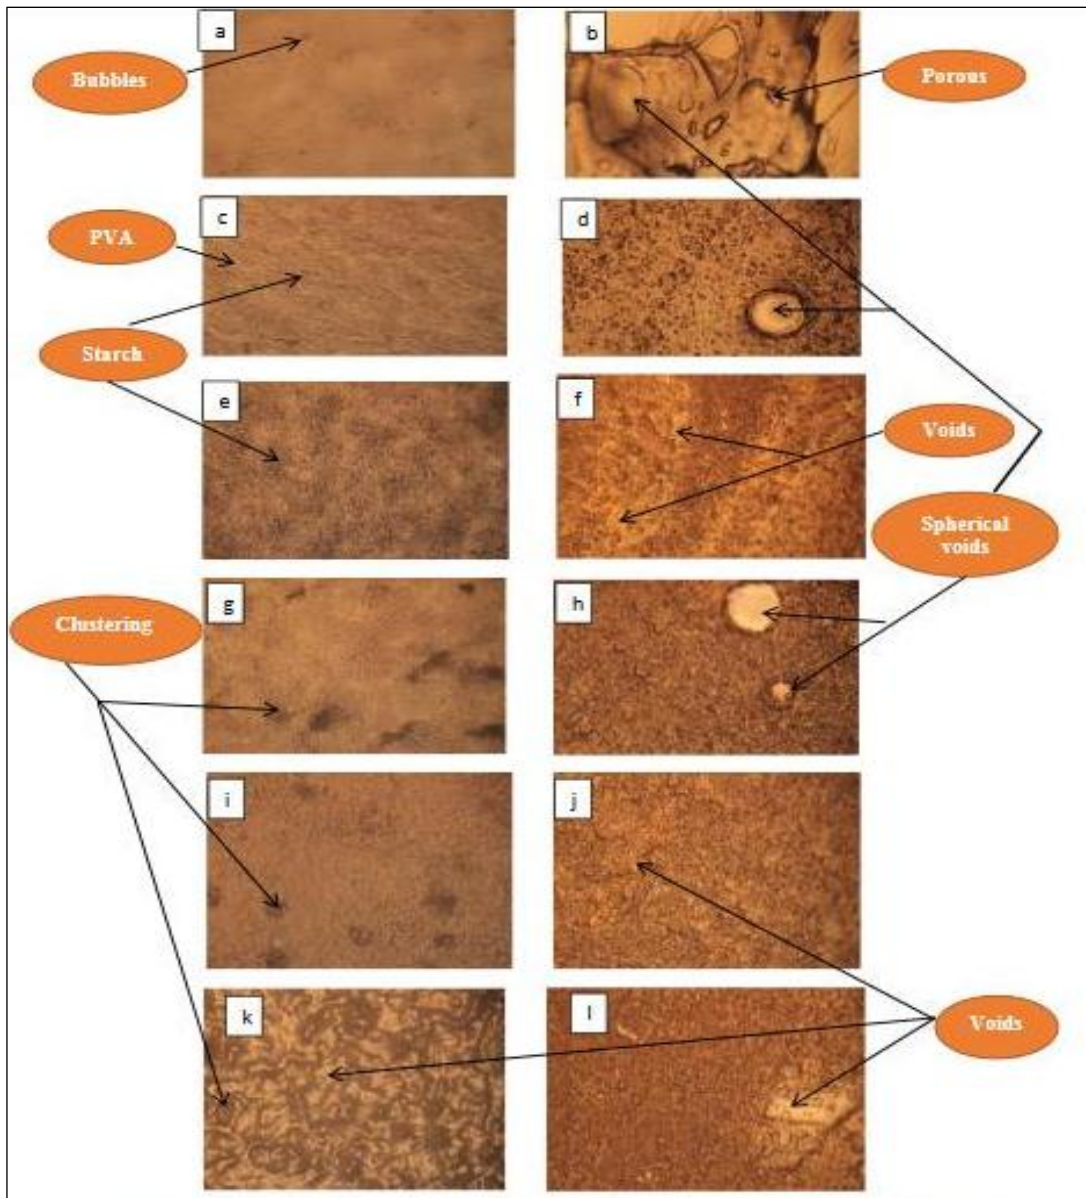 a
b
Bubbles
Porous
c
d
PVA
Starch
e
f
Voids
Spherical
voids
g
h
Clustering
i
j
k
l
Voids